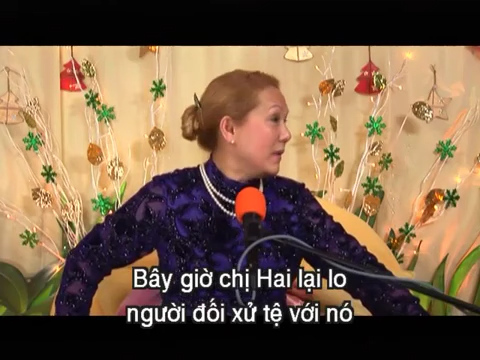 Bây giờ chị Hai lại lo
người đối xử tệ với nó